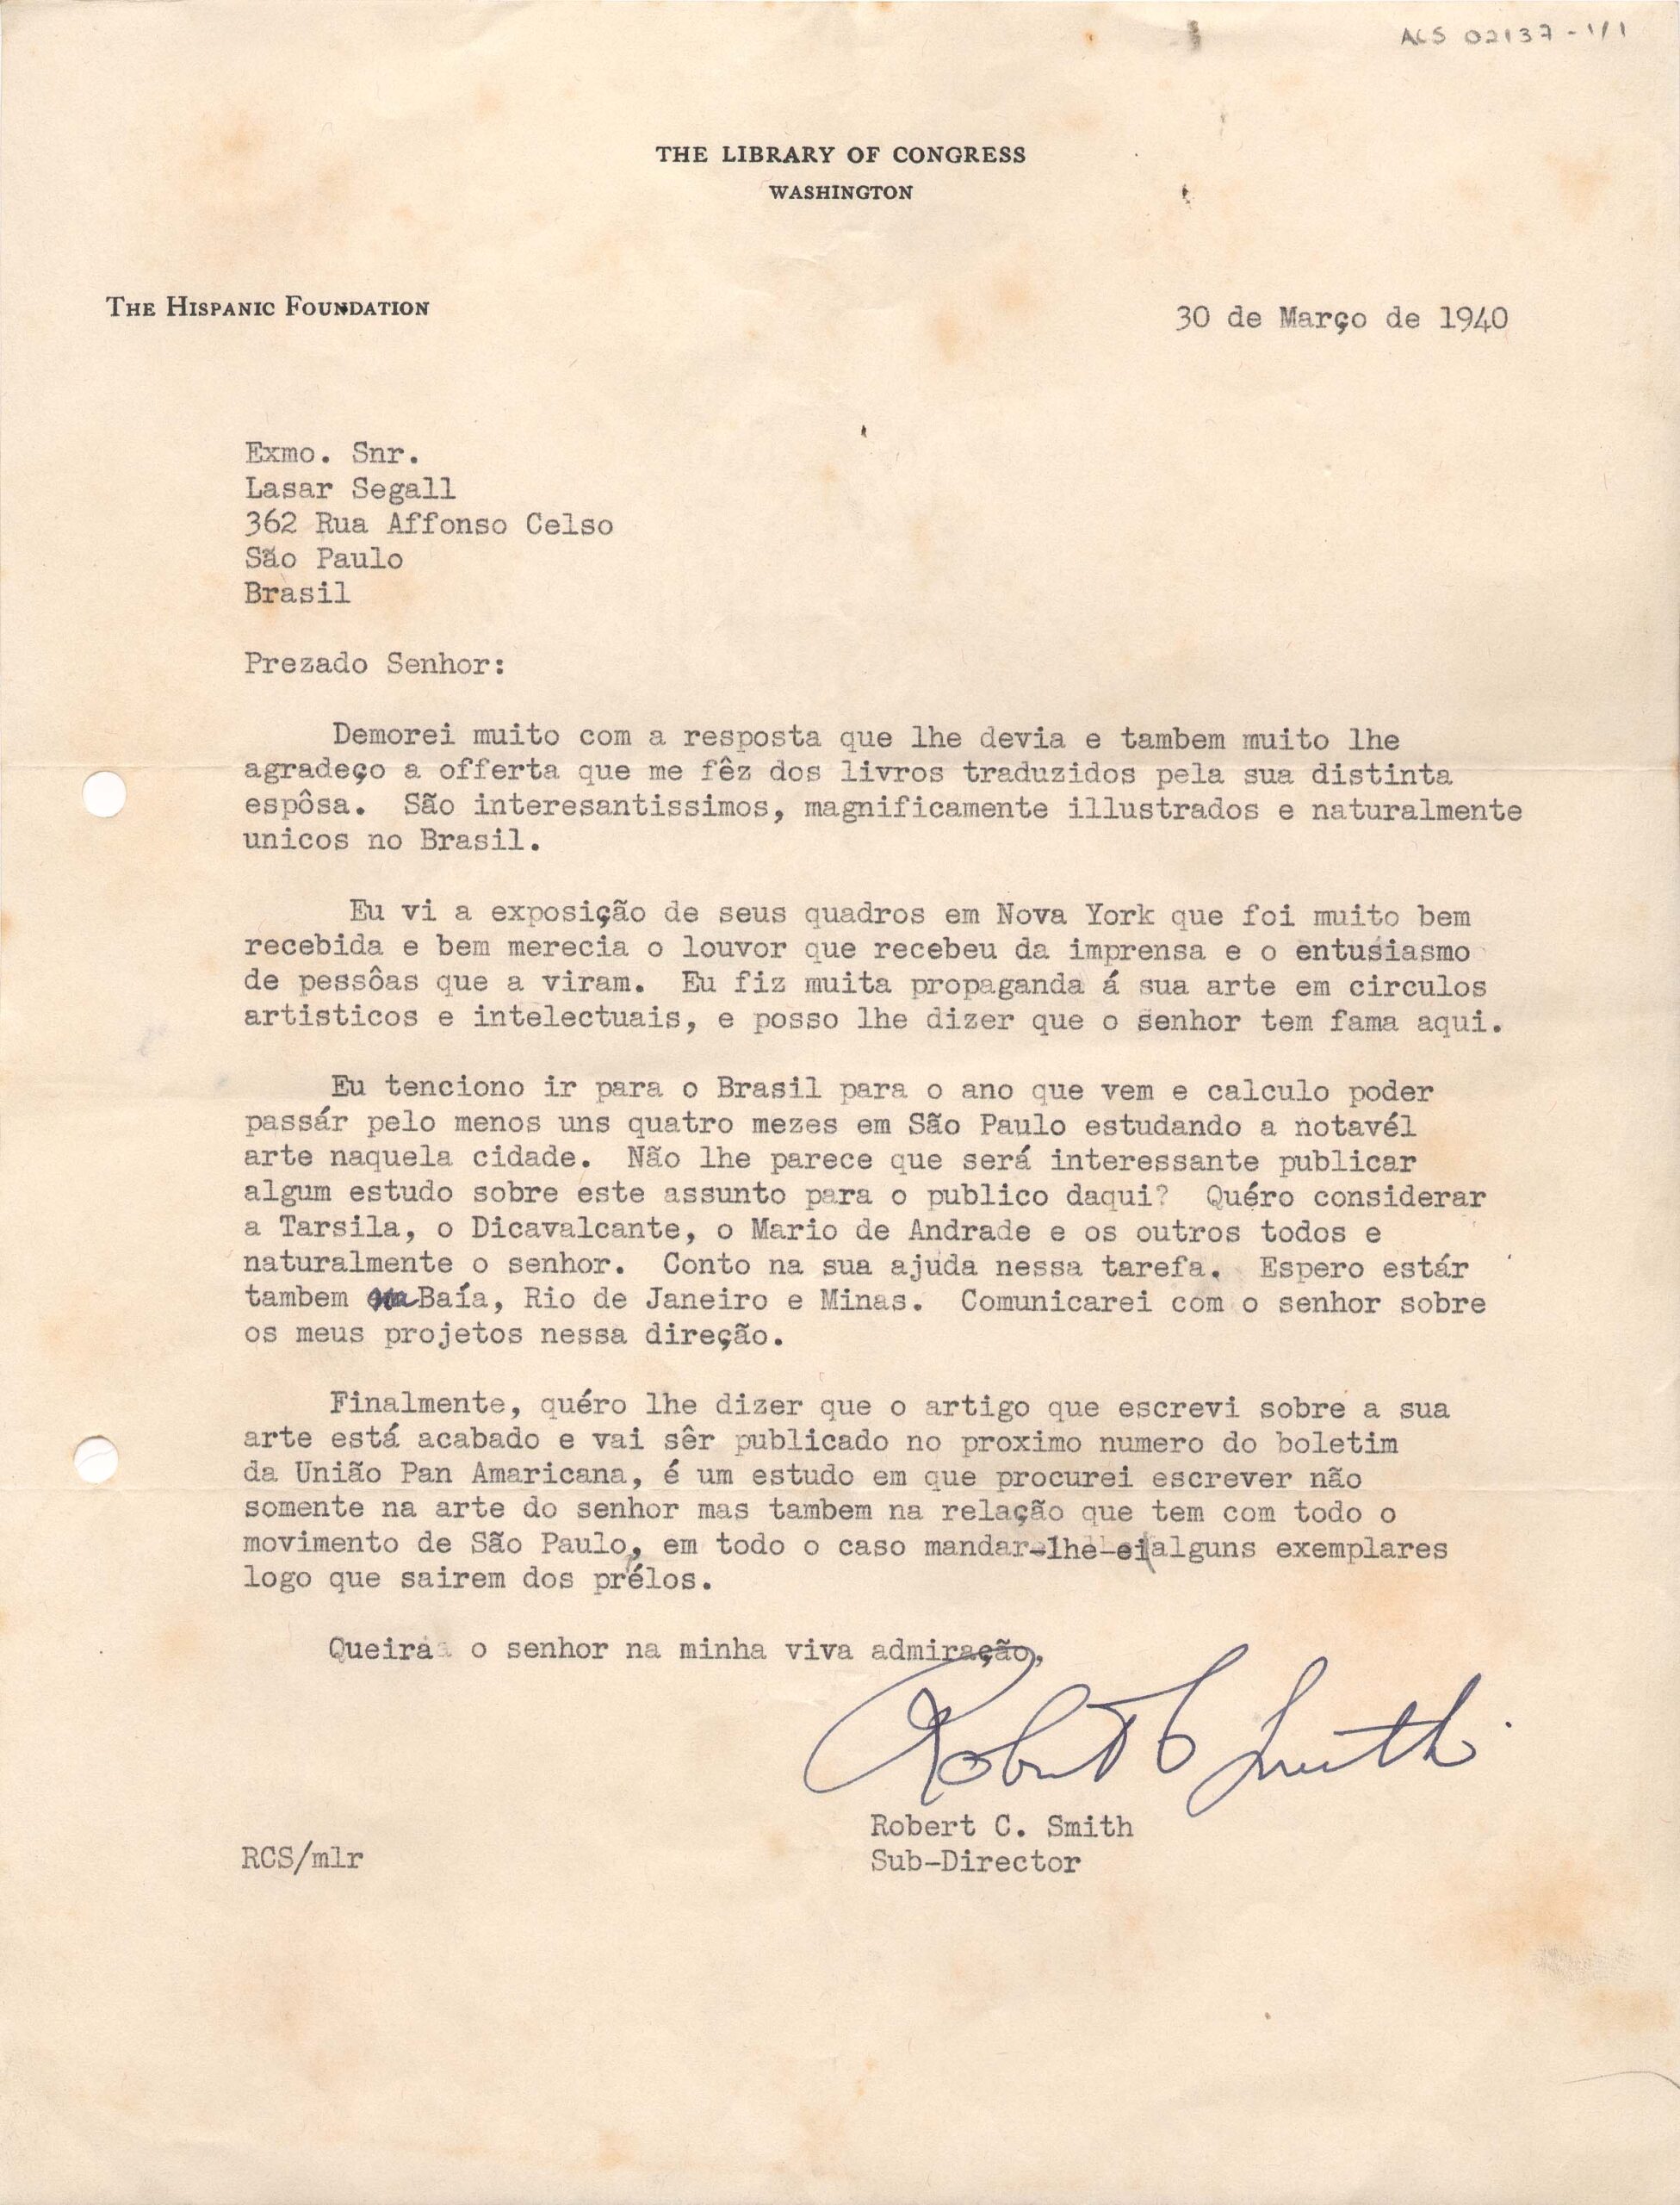 ACS 02137-1/1
THE LIBRARY OF CONGRESS
WASHINGTON
THE HISPANIC FOUNDATION
30 de Março de 1940
Exmo. Snr.
Lasar Segall
362 Rua Affonso Celso
São Paulo
Brasil
Prezado Senhor:
Demorei muito com a resposta que lhe devia e tambem muito lhe
agradeço a offerta que me fêz dos livros traduzidos pela sua distinta
espôsa. São interesantissimos, magnificamente illustrados e naturalmente
unicos no Brasil.
Eu vi a exposição de seus quadros em Nova York que foi muito bem
recebida e bem merecia o louvor que recebeu da imprensa e o entusiasmo
de pessôas que a viram. Eu fiz muita propaganda á sua arte em circulos
artisticos e intelectuais, e posso lhe dizer que o senhor tem fama aqui.
Eu tenciono ir para o Brasil para o ano que vem e calculo poder
passár pelo menos uns quatro mezes em São Paulo estudando a notavél
arte naquela cidade. Não lhe parece que será interessante publicar
algum estudo sobre este assunto para o publico daqui? Quéro considerar
a Tarsila, o Dicavalcante, o Mario de Andrade e os outros todos e
naturalmente o senhor. Conto na sua ajuda nessa tarefa. Espero estár
tambem na Baía, Rio de Janeiro e Minas. Comunicarei com o senhor sobre
os meus projetos nessa direção.
Finalmente, quéro lhe dizer que o artigo que escrevi sobre a sua
arte está acabado e vai sêr publicado no proximo numero do boletim
da União Pan Amaricana, é um estudo em que procurei escrever não
somente na arte do senhor mas tambem na relação que tem com todo o
movimento de São Paulo, em todo o caso mandar-lhe-ei alguns exemplares
logo que sairem dos prélos.
Queira o senhor na minha viva admiração,
Robert C Smith
Robert C. Smith
RCS/mlr
Sub-Director